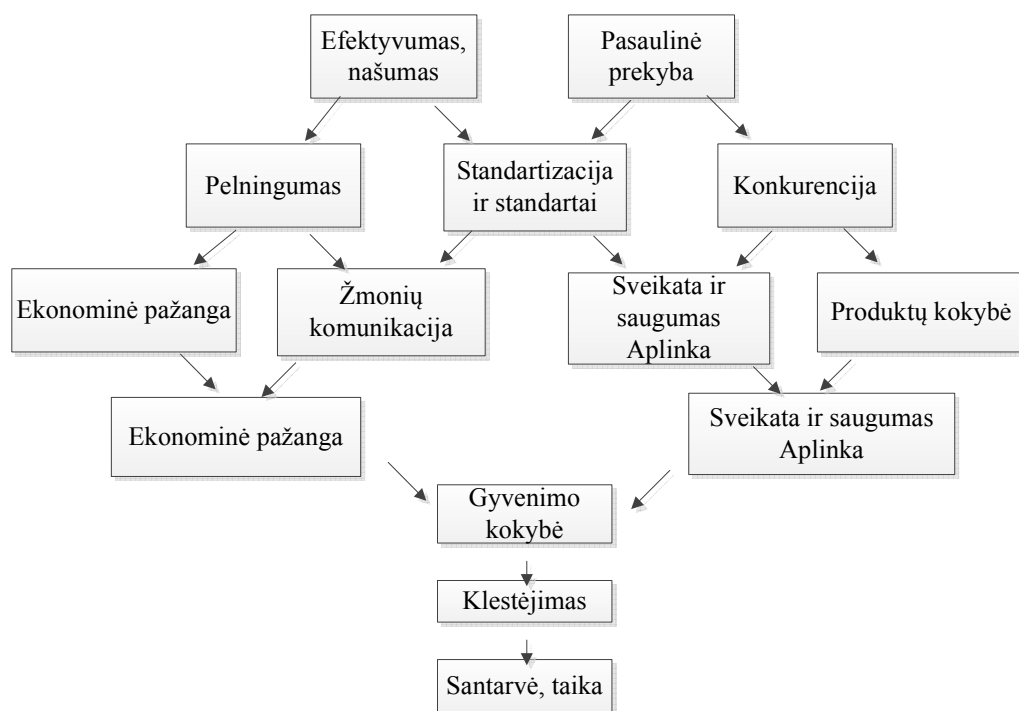 Efektyvumas,
našumas
Pasaulinė
prekyba
Pelningumas
Standartizacija
ir standartai
Konkurencija
Ekonominė pažanga
Žmonių
komunikacija
Sveikata ir
saugumas
Aplinka
Produktų kokybė
Ekonominė pažanga
Sveikata ir saugumas
Aplinka
Gyvenimo
kokybė
Klestėjimas
Santarvė, taika